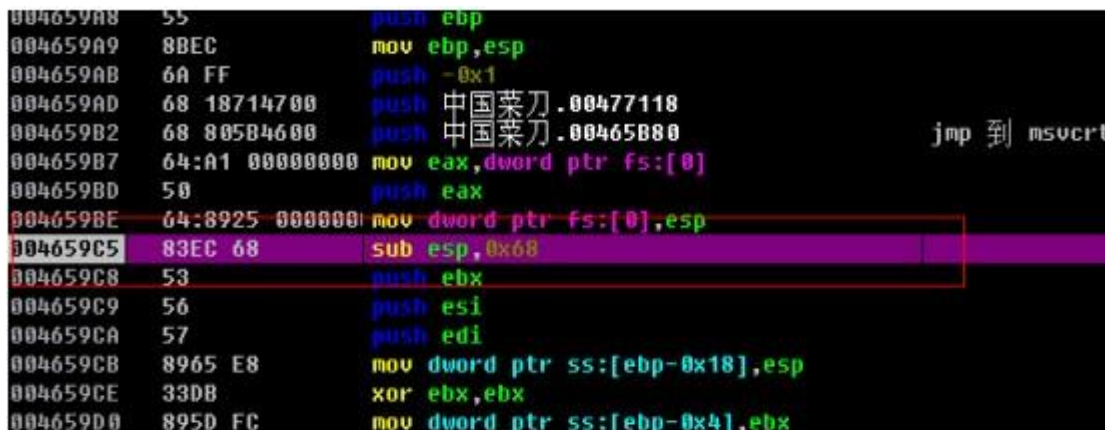 004659A8 55 push ebp
004659A9 8BEC mov ebp,esp
004659AB 6A FF push -0x1
004659AD 68 18714700 push 中国菜刀.00477118
004659B2 68 805B4600 push 中国菜刀.00465B80 jmp 到 msvcrt
004659B7 64:A1 00000000 mov eax,dword ptr fs:[0]
004659BD 50 push eax
004659BE 64:8925 000000 mov dword ptr fs:[0],esp
004659C5 83EC 68 sub esp,0x68
004659C8 53 push ebx
004659C9 56 push esi
004659CA 57 push edi
004659CB 8965 E8 mov dword ptr ss:[ebp-0x18],esp
004659CE 33DB xor ebx,ebx
004659D0 895D FC mov dword ptr ss:[ebp-0x4],ebx